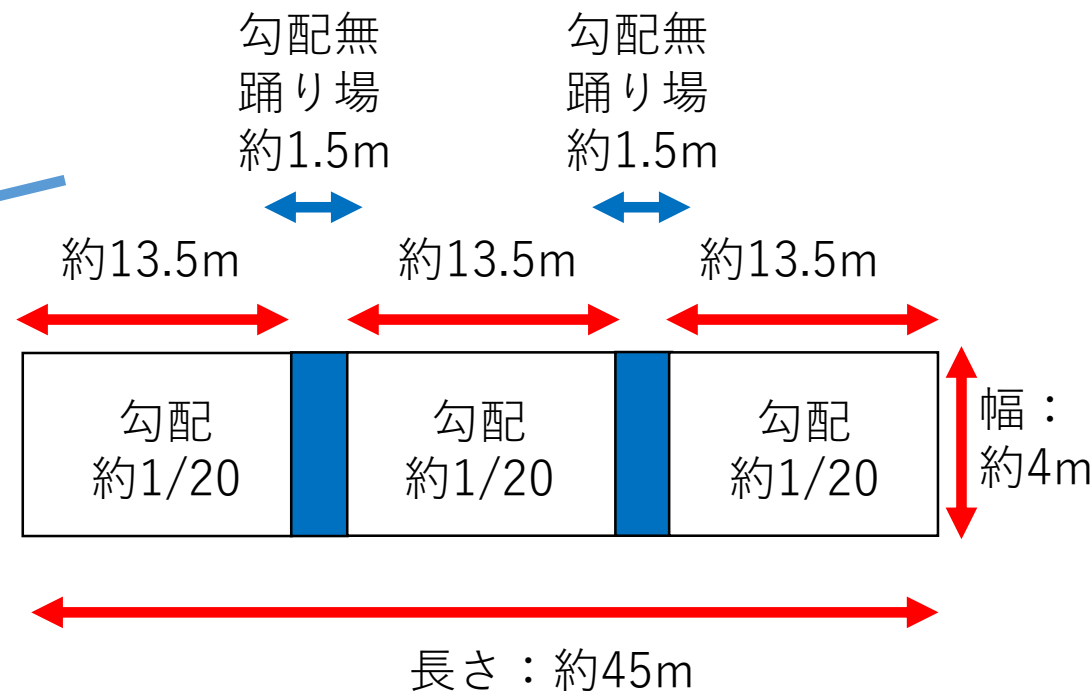 勾配無
踊り場
約1.5m
勾配無
踊り場
約1.5m
約13.5m
約13.5m
約13.5m
勾配
約1/20
勾配
約1/20
勾配
約1/20
幅：
約4m
長さ：約45m